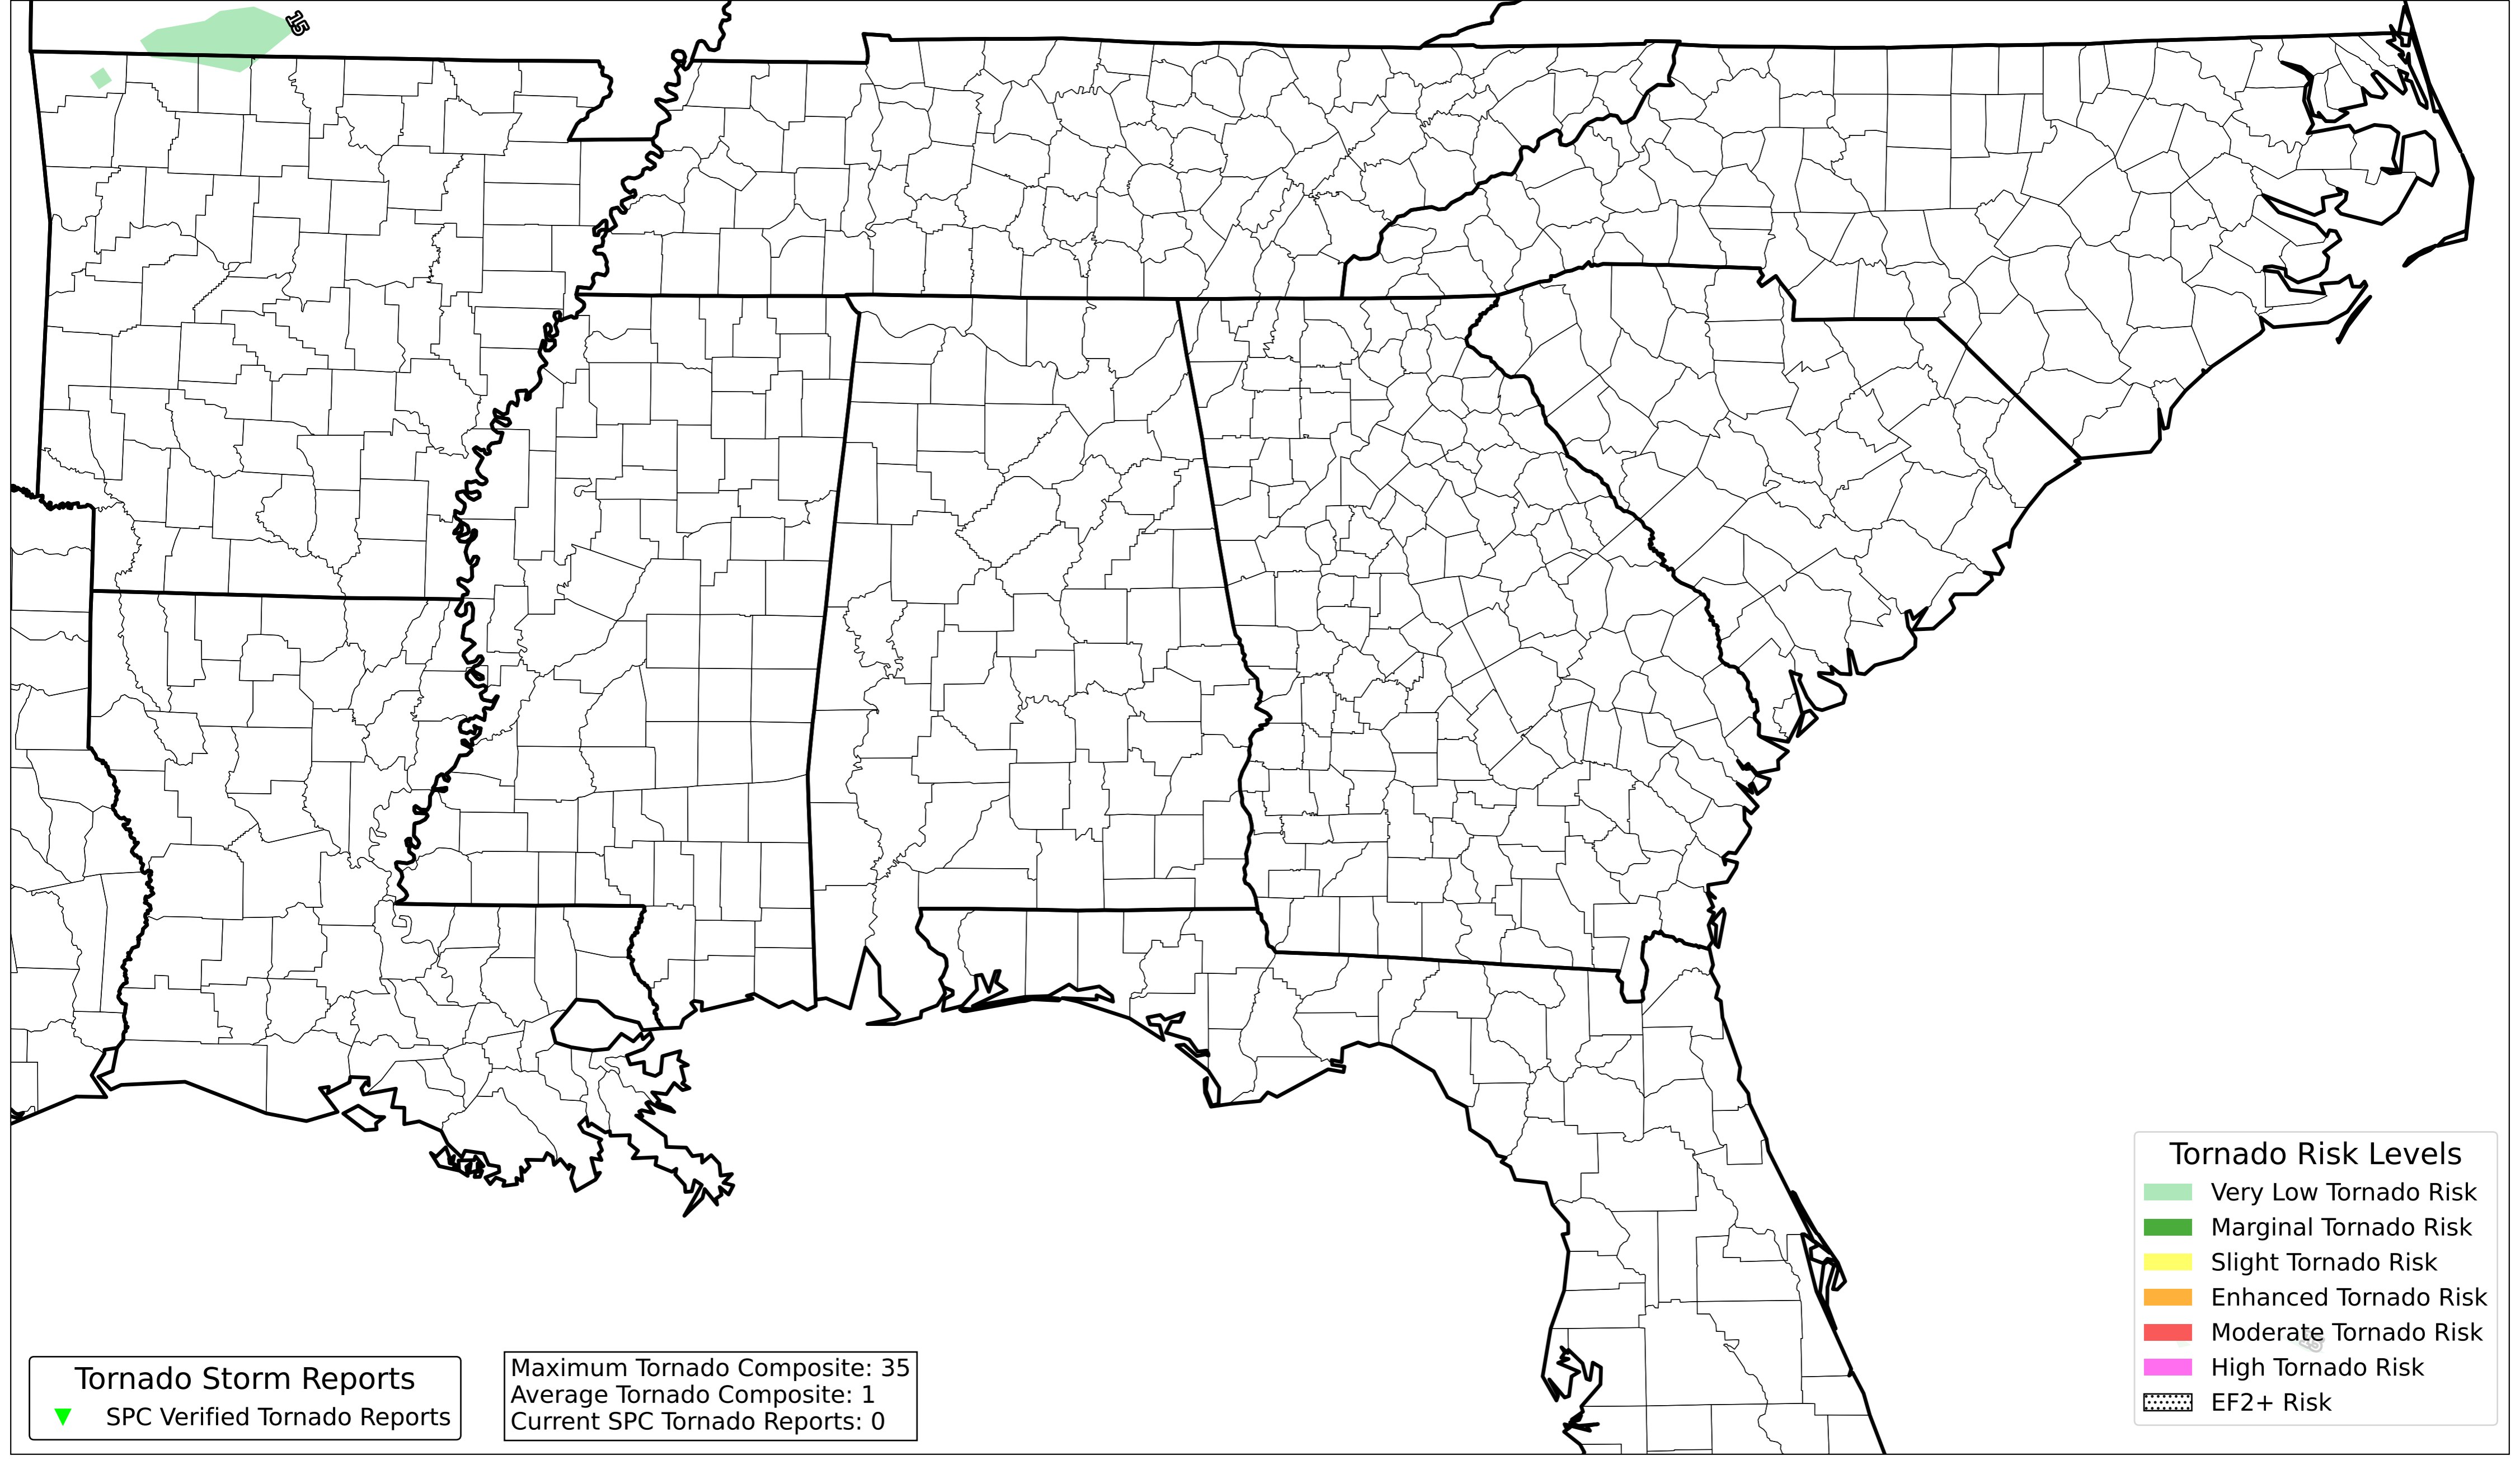 15
Tornado Risk Levels
Very Low Tornado Risk
Marginal Tornado Risk
Slight Tornado Risk
Enhanced Tornado Risk
Moderate Tornado Risk
High Tornado Risk
EF2+ Risk
Tornado Storm Reports
SPC Verified Tornado Reports
Maximum Tornado Composite: 35
Average Tornado Composite: 1
Current SPC Tornado Reports: 0